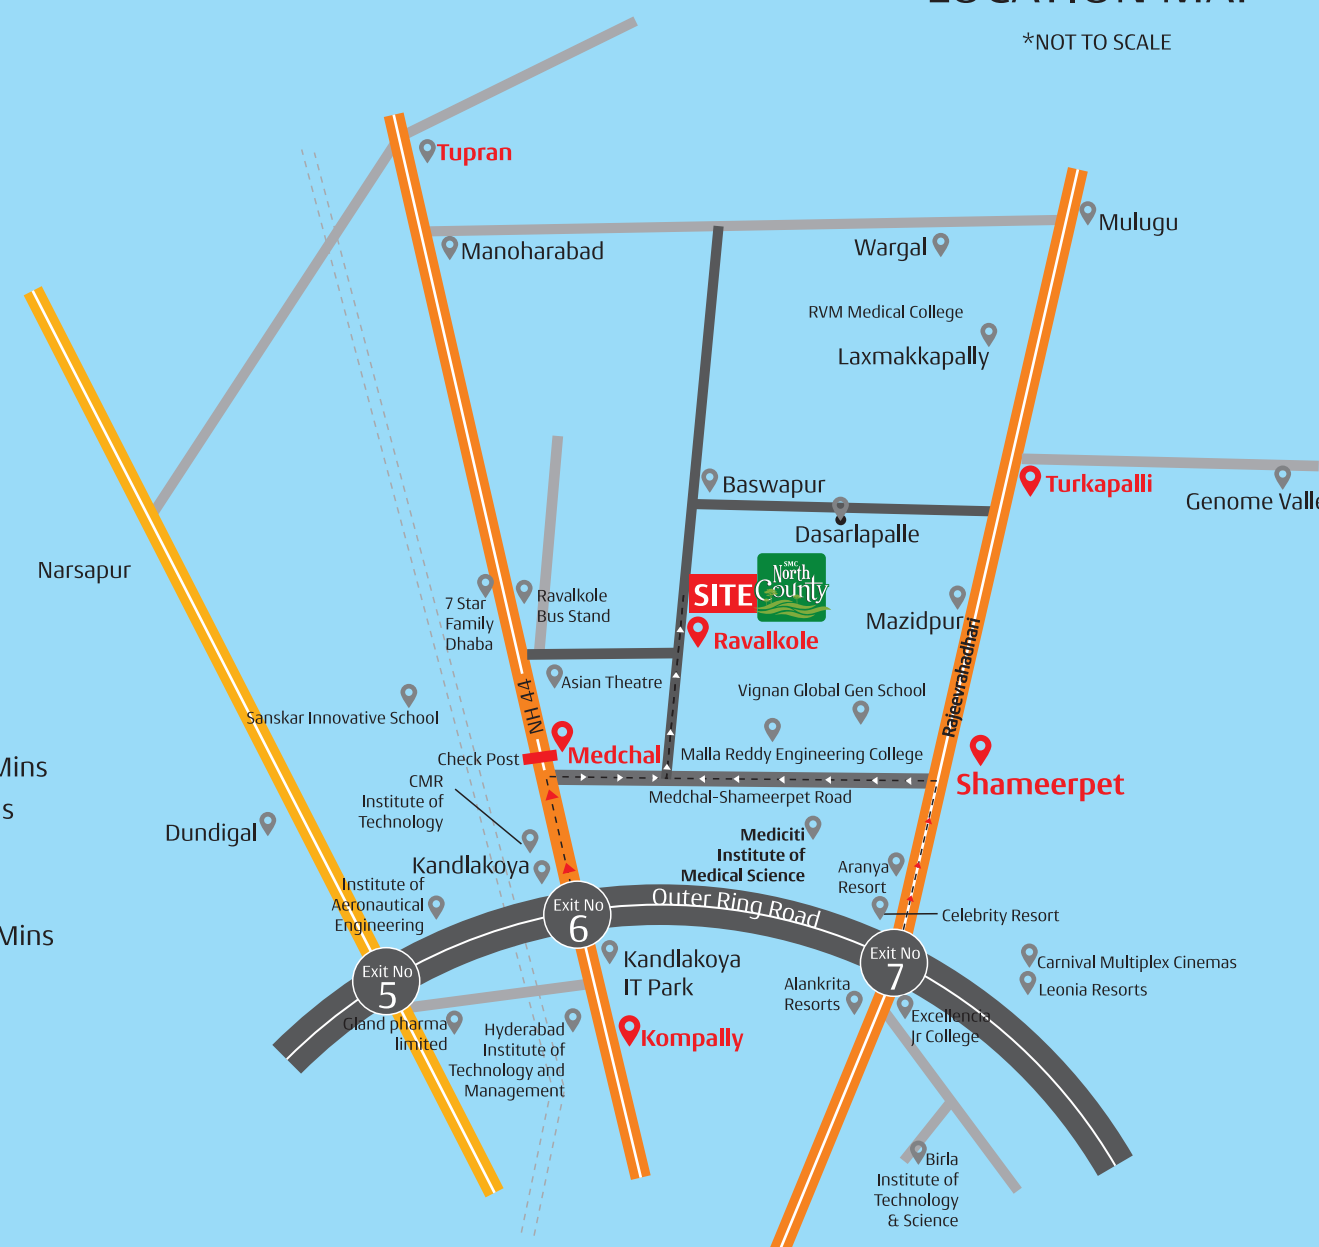 *NOT TO SCALE
Tupran
Manoharabad
Wargal
Mulugu
RVM Medical College
Laxmakkapally
Baswapur
Turkapalli
Dasarlapalle
Narsapur
SITE
SMC
North
County
7 Star
Family
Dhaba
Ravalkole
Bus Stand
Ravalkole
Mazidpur
Rajeevrahadhari
Asian Theatre
NH 44
Vignan Global Gen School
Sanskar Innovative School
Check Post
Medchal
Malla Reddy Engineering College
Shameerpet
Medchal-Shameerpet Road
CMR
Institute of
Technology
Mins
s
Dundigal
Mediciti
Institute of
Medical Science
Kandlakoya
Aranya
Resort
Institute of
Aeronautical
Engineering
Exit No
6
Outer Ring Road
Celebrity Resort
Mins
Exit No
5
Kandlakoya
IT Park
Exit No
7
Carnival Multiplex Cinemas
Leonia Resorts
Alankrita
Resorts
Excellencia
Jr College
Gland pharma
limited
Hyderabad
Institute of
Technology and
Management
Kompally
Birla
Institute of
Technology
& Science
Genome